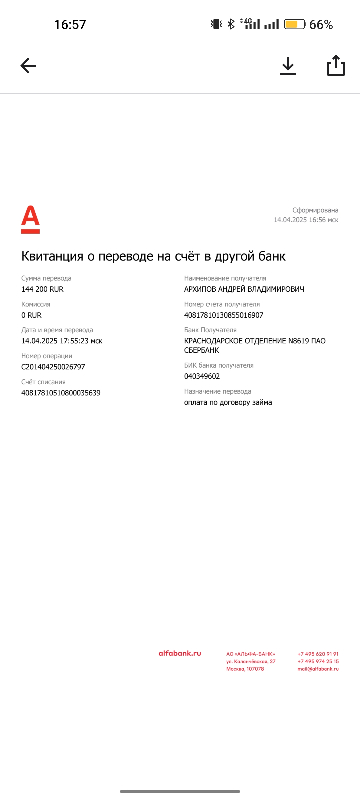 16:57
4G
66%
А
Сформирована
14.04.2025 16:56 мск
Квитанция о переводе на счёт в другой банк
Сумма перевода
144 200 RUR
Комиссия
0 RUR
Дата и время перевода
14.04.2025 17:55:23 мск
Номер операции
C201404250026797
Счёт списания
40817810510800035639
Наименование получателя
АРХИПОВ АНДРЕЙ ВЛАДИМИРОВИЧ
Номер счета получателя
40817810130855016907
Банк Получателя
КРАСНОДАРСКОЕ ОТДЕЛЕНИЕ N8619 ПАО
СБЕРБАНК
БИК банка получателя
040349602
Назначение перевода
оплата по договору займа
alfabank.ru
АО «АЛЬФА-БАНК»
ул. Каланчёвская, 27
Москва, 107078
+7 495 620 91 91
+7 495 974 25 15
mail@alfabank.ru